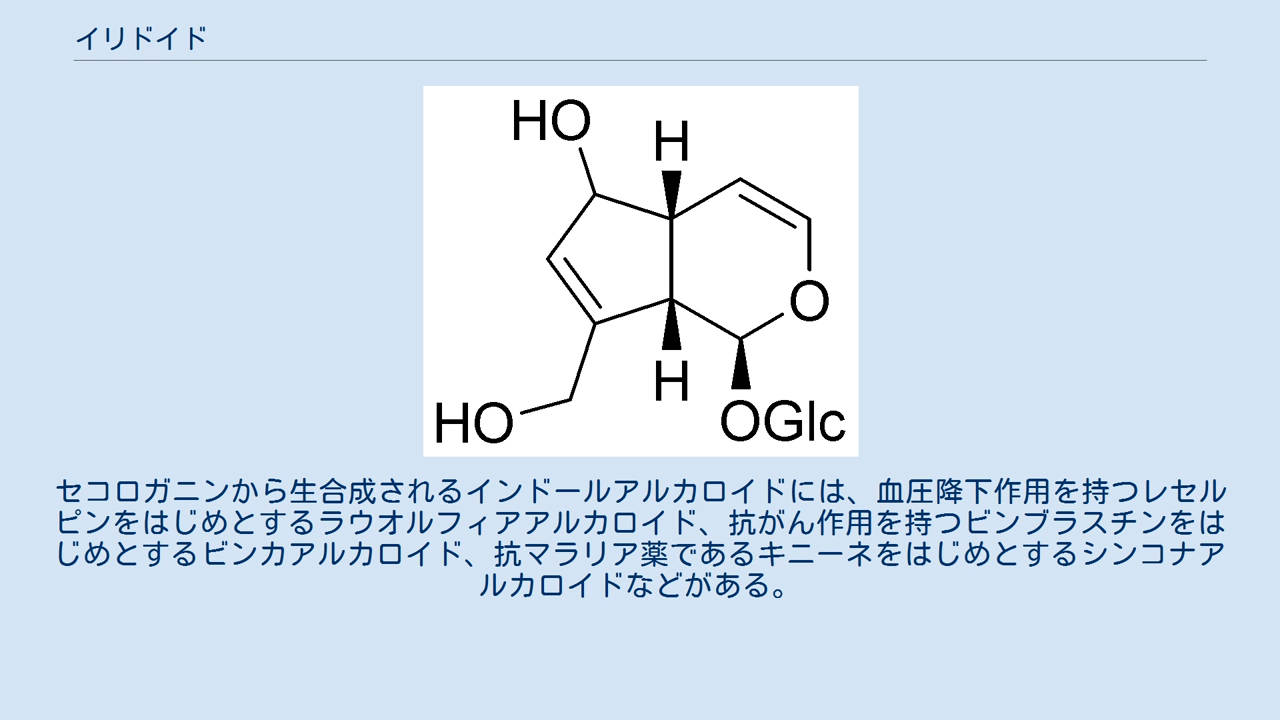 イリドイド
HO
H
O
H
HO
OGlc
セコロガニンから生合成されるインドールアルカロイドには、血圧降下作用を持つレセル
ピンをはじめとするラウオルフィアアルカロイド、抗がん作用を持つビンブラスチンをは
じめとするビンカアルカロイド、抗マラリア薬であるキニーネをはじめとするシンコナア
ルカロイドなどがある。